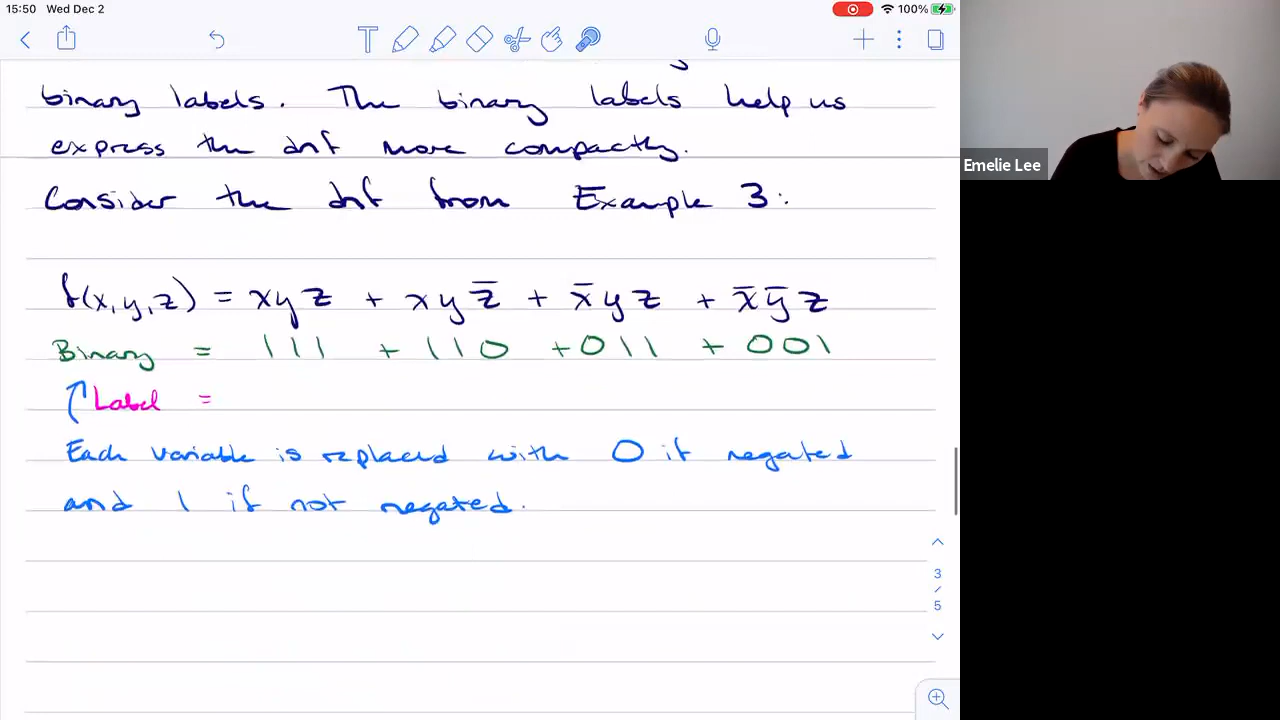 15:50 Wed Dec 2
100%
binary labels. The binary labels help us
express the dnf more compactly.
Consider the dnf from Example 3:
f(x,y,z) = xyz + xyz̅ + x̅yz + x̅y̅z
Binary = 111 + 110 + 011 + 001
Label =
Each variable is replaced with 0 if negated
and 1 if not negated.
3
/
5
Emelie Lee